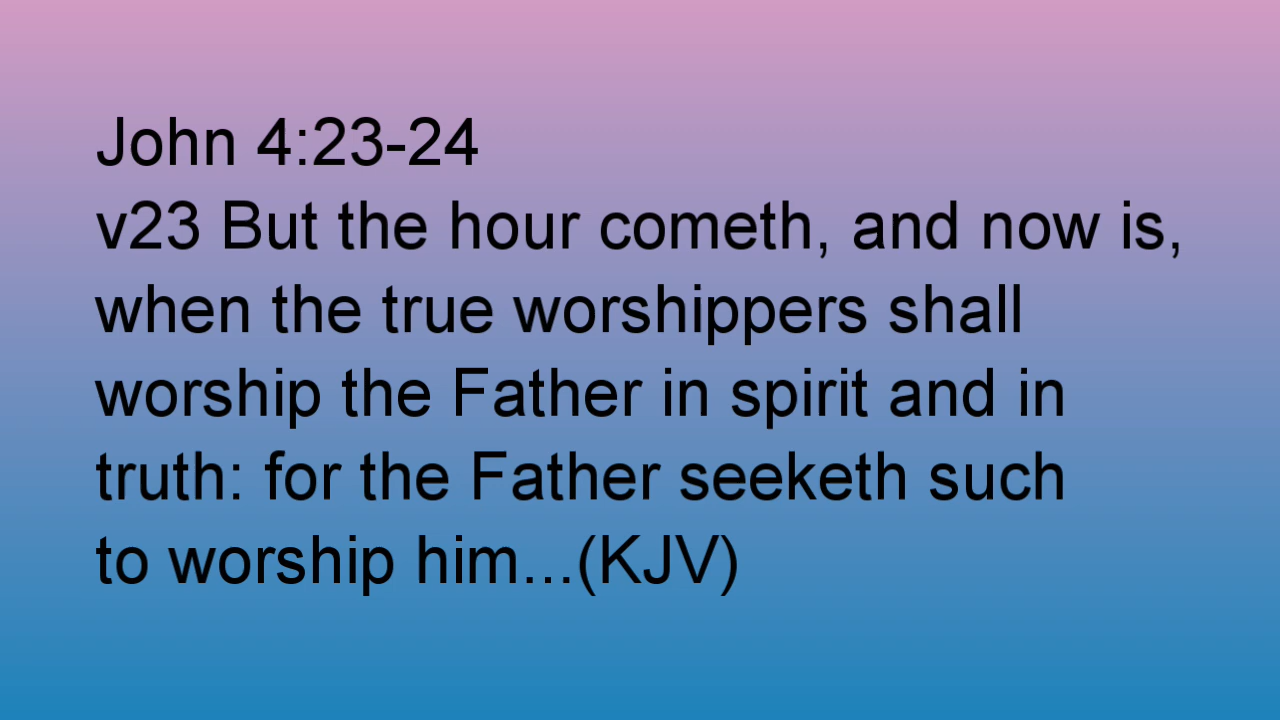 John 4:23-24
v23 But the hour cometh, and now is,
when the true worshippers shall
worship the Father in spirit and in
truth: for the Father seeketh such
to worship him...(KJV)